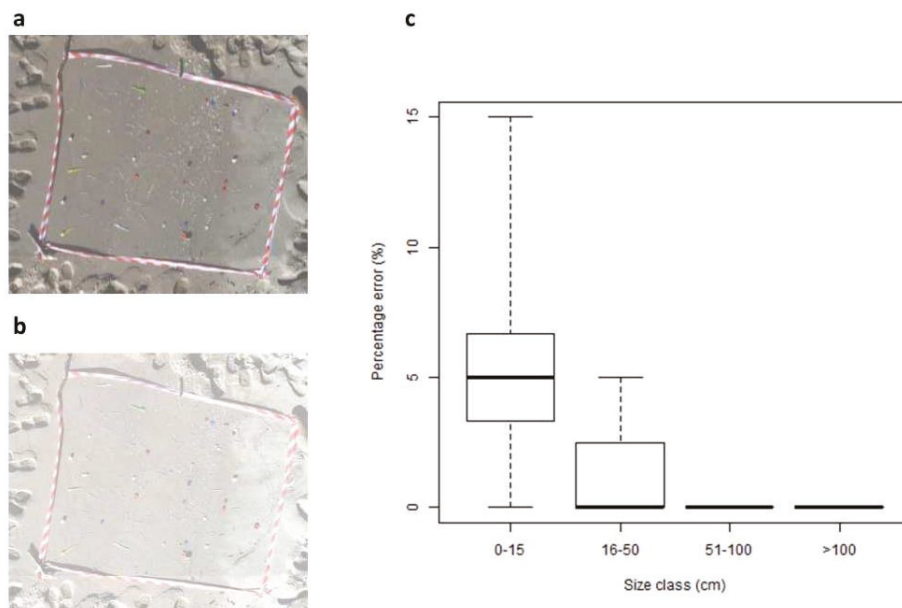 a
b
c
Percentage error (%)
15
10
5
0
0-15 16-50 51-100 >100
Size class (cm)